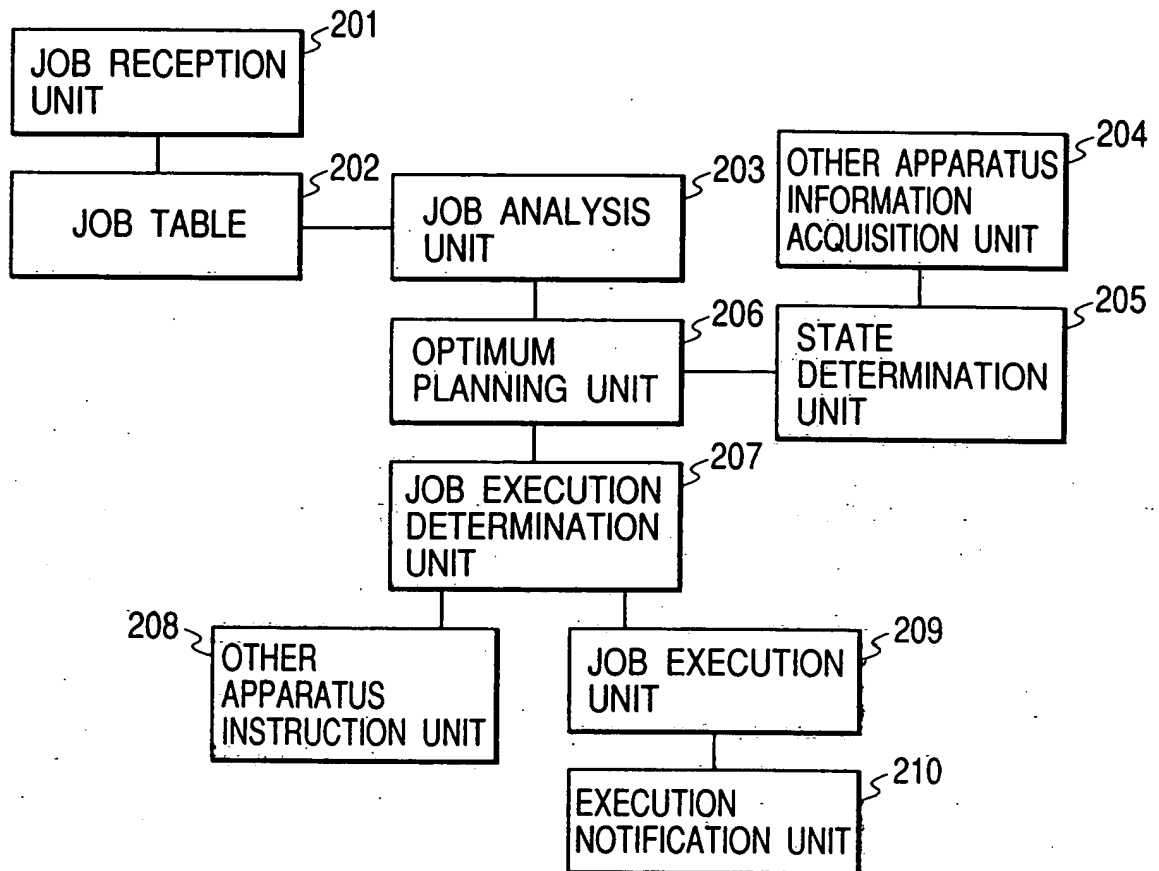 201
JOB RECEPTION
UNIT
202
JOB TABLE
203
JOB ANALYSIS
UNIT
204
OTHER APPARATUS
INFORMATION
ACQUISITION UNIT
206
OPTIMUM
PLANNING UNIT
205
STATE
DETERMINATION
UNIT
207
JOB EXECUTION
DETERMINATION
UNIT
208
OTHER
APPARATUS
INSTRUCTION UNIT
209
JOB EXECUTION
UNIT
210
EXECUTION
NOTIFICATION UNIT